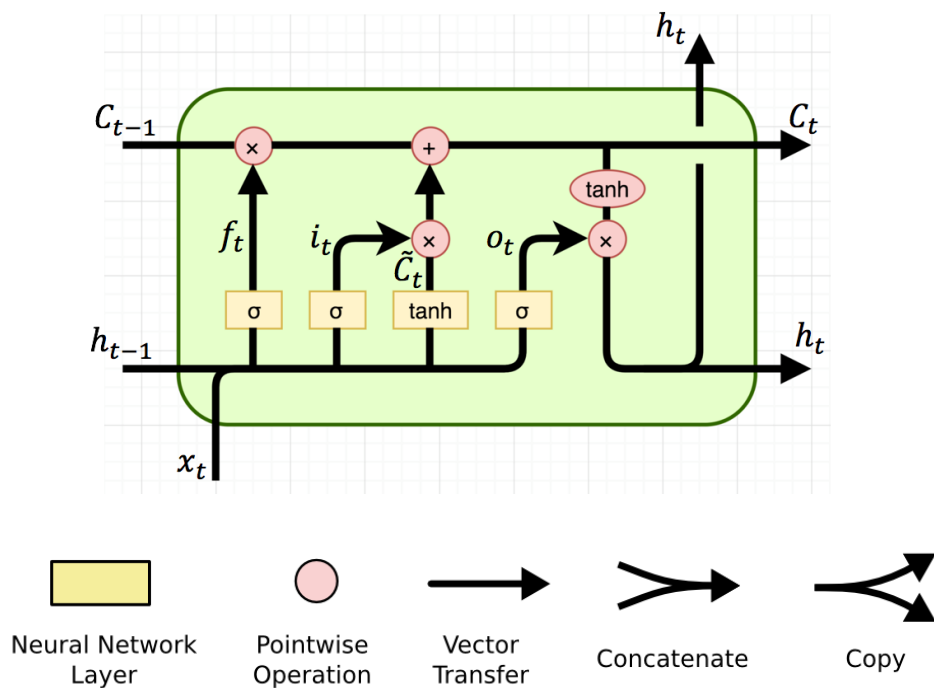 h_t
C_{t-1}
C_t
×
+
tanh
f_t
i_t
×
o_t
×
C̃_t
σ
σ
tanh
σ
h_{t-1}
h_t
x_t
Neural Network
Layer
Pointwise
Operation
Vector
Transfer
Concatenate
Copy